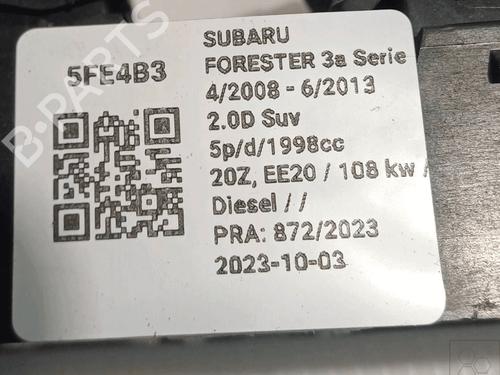 5FE4B3
SUBARU
FORESTER 3a Serie
4/2008 - 6/2013
2.0D Suv
5p/d/1998cc
20Z, EE20 / 108 kw /
Diesel / /
PRA: 872/2023
2023-10-03
B-PARTS